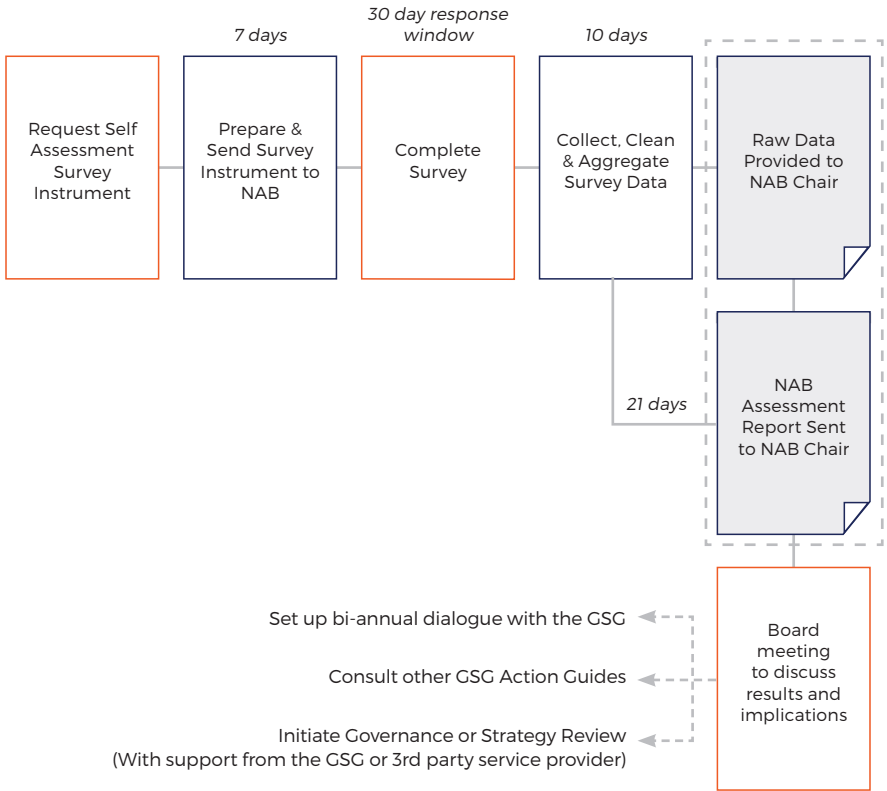 7 days
30 day response
window
10 days
Request Self
Assessment
Survey
Instrument
Prepare &
Send Survey
Instrument to
NAB
Complete
Survey
Collect, Clean
& Aggregate
Survey Data
Raw Data
Provided to
NAB Chair
21 days
NAB
Assessment
Report Sent
to NAB Chair
Board
meeting
to discuss
results and
implications
Set up bi-annual dialogue with the GSG
Consult other GSG Action Guides
Initiate Governance or Strategy Review
(With support from the GSG or 3rd party service provider)